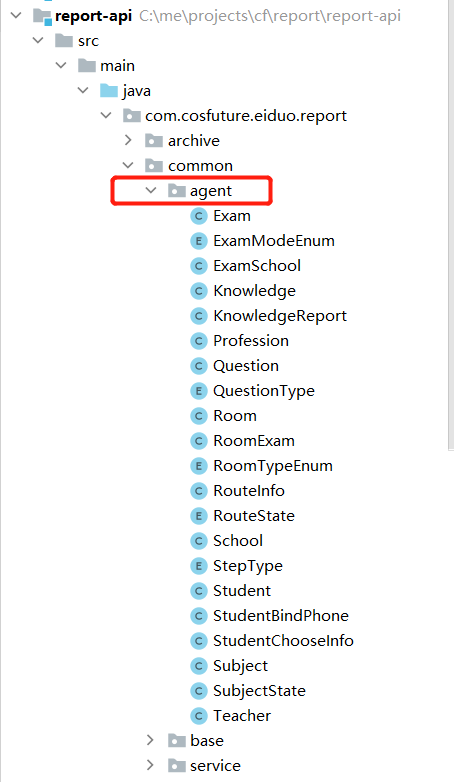 report-api C:\me\projects\cf\report\report-api
src
main
java
com.cosfuture.eiduo.report
archive
common
agent
C Exam
E ExamModeEnum
C ExamSchool
C Knowledge
C KnowledgeReport
C Profession
C Question
E QuestionType
C Room
C RoomExam
E RoomTypeEnum
C RouteInfo
E RouteState
C School
E StepType
C Student
C StudentBindPhone
C StudentChooseInfo
C Subject
C SubjectState
C Teacher
base
service